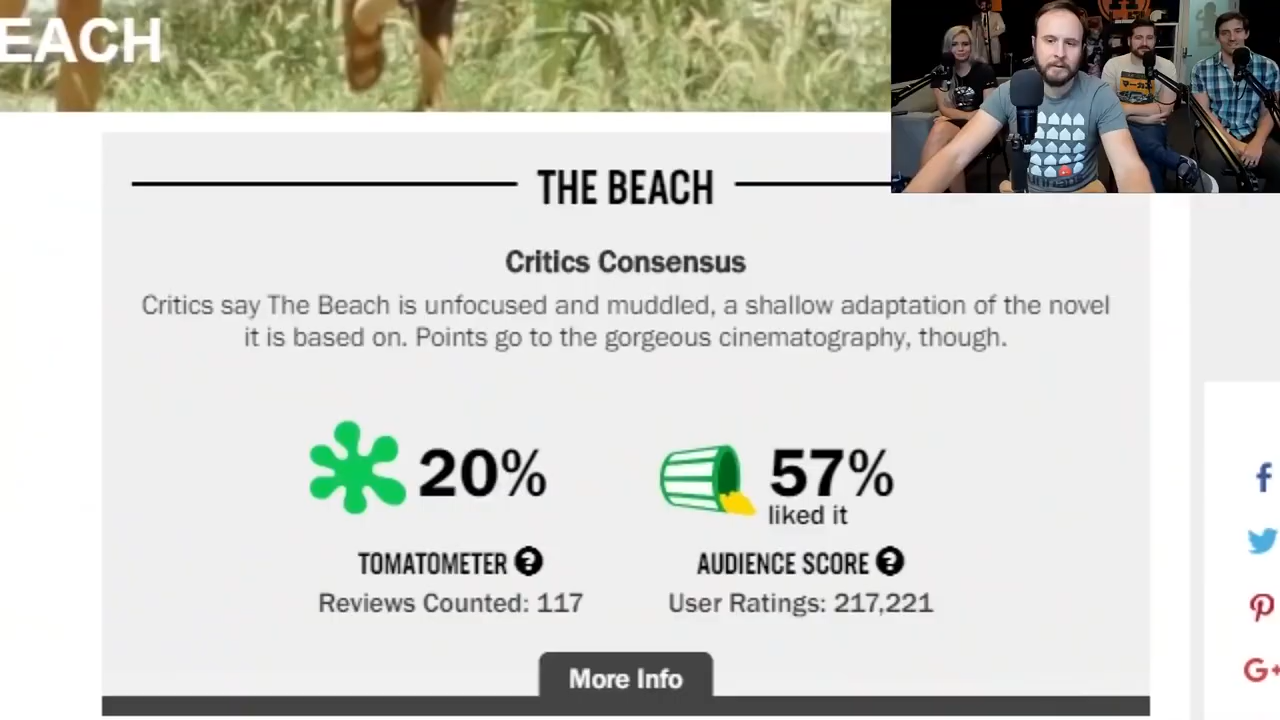 EACH
THE BEACH
Critics Consensus
Critics say The Beach is unfocused and muddled, a shallow adaptation of the novel
it is based on. Points go to the gorgeous cinematography, though.
20%
57%
liked it
TOMATOMETER ?
AUDIENCE SCORE ?
Reviews Counted: 117
User Ratings: 217,221
More Info
f
G+